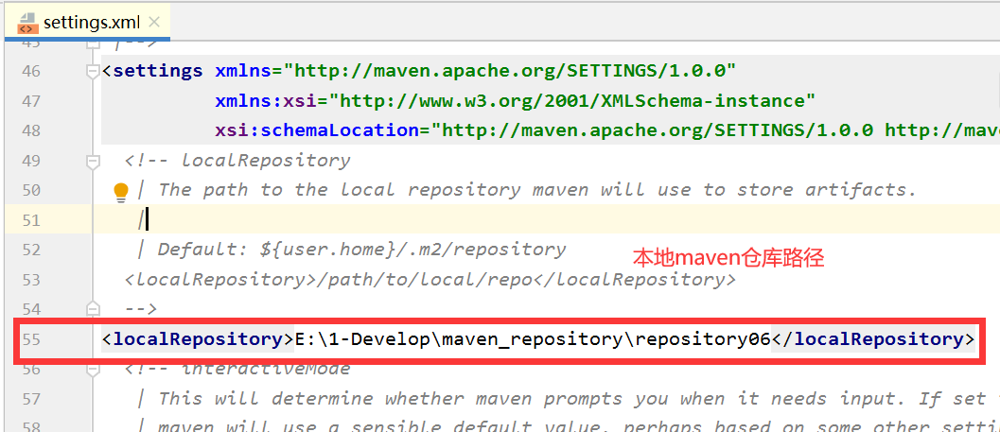 settings.xml
45 |-->
46 <settings xmlns="http://maven.apache.org/SETTINGS/1.0.0"
47 xmlns:xsi="http://www.w3.org/2001/XMLSchema-instance"
48 xsi:schemaLocation="http://maven.apache.org/SETTINGS/1.0.0 http://mav
49 <!-- localRepository
50 | The path to the local repository maven will use to store artifacts.
51 |
52 | Default: ${user.home}/.m2/repository
本地maven仓库路径
53 <localRepository>/path/to/local/repo</localRepository>
54 -->
55 <localRepository>E:\1-Develop\maven_repository\repository06</localRepository>
56 <!-- interactiveMode
57 | This will determine whether maven prompts you when it needs input. If set
58 | maven will use a sensible default value, perhaps based on some other setti